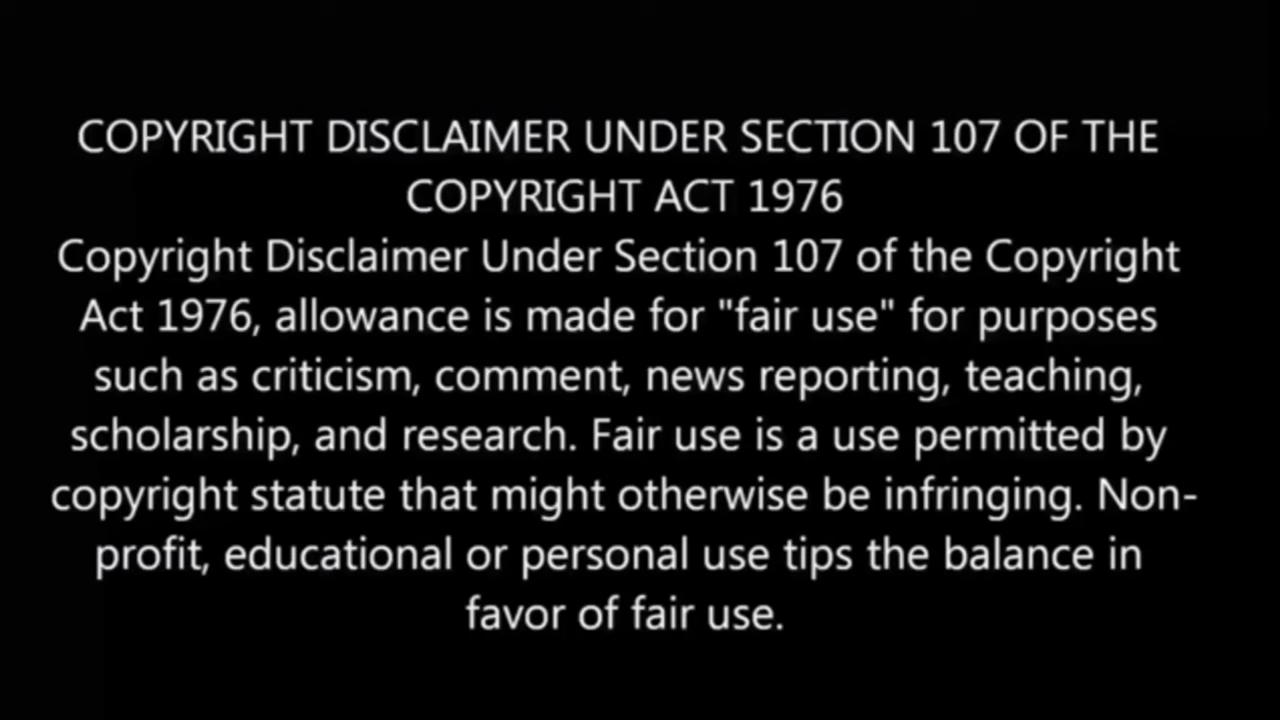 COPYRIGHT DISCLAIMER UNDER SECTION 107 OF THE
COPYRIGHT ACT 1976
Copyright Disclaimer Under Section 107 of the Copyright
Act 1976, allowance is made for "fair use" for purposes
such as criticism, comment, news reporting, teaching,
scholarship, and research. Fair use is a use permitted by
copyright statute that might otherwise be infringing. Non-
profit, educational or personal use tips the balance in
favor of fair use.